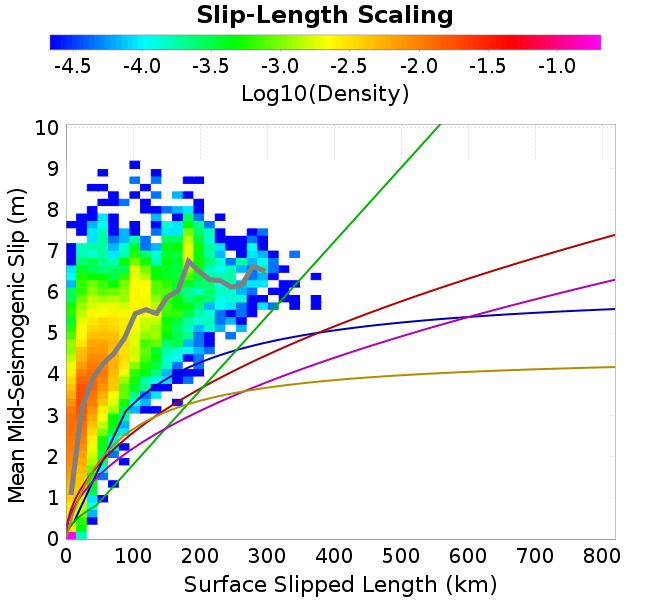 Slip-Length Scaling
-4.5 -4.0 -3.5 -3.0 -2.5 -2.0 -1.5 -1.0
Log10(Density)
10
9
8
7
6
5
4
3
2
1
0
Mean Mid-Seismogenic Slip (m)
0 100 200 300 400 500 600 700 800
Surface Slipped Length (km)